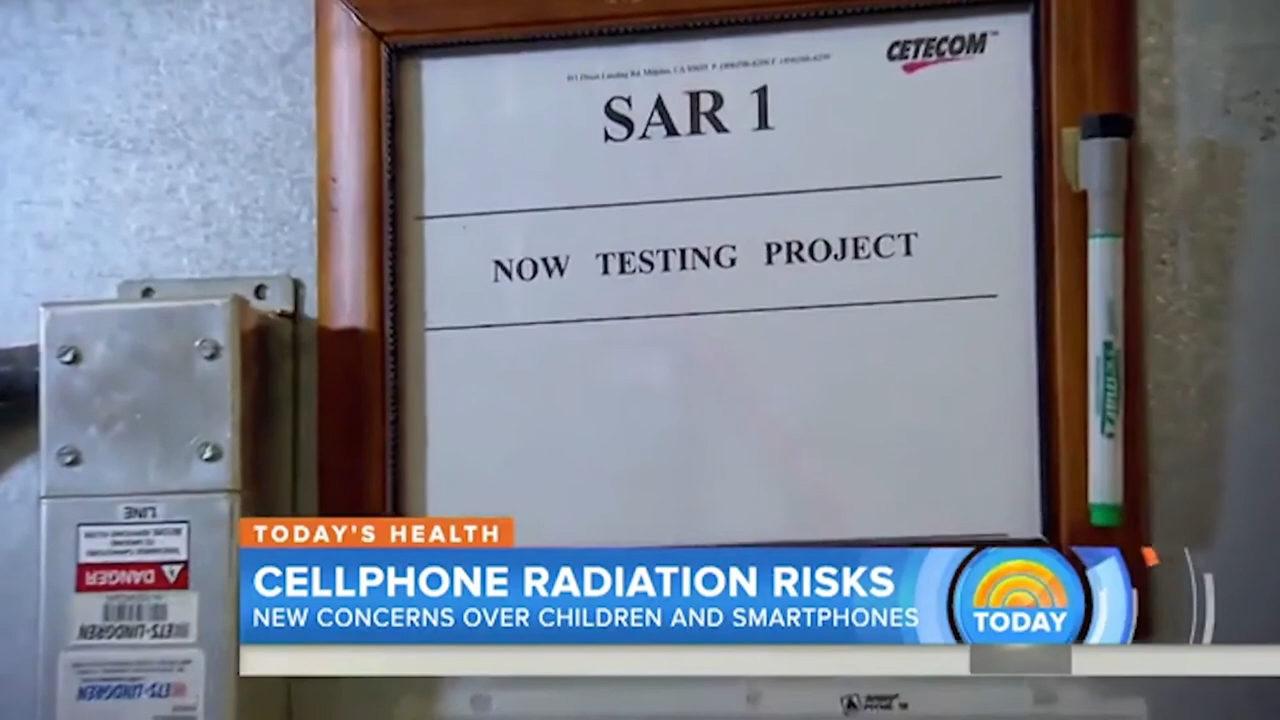 CETECOM™
SAR 1
NOW TESTING PROJECT
LINE
DANGER
ETS-LINDGREN
ETS-LINDGREN
TODAY'S HEALTH
CELLPHONE RADIATION RISKS
NEW CONCERNS OVER CHILDREN AND SMARTPHONES
TODAY